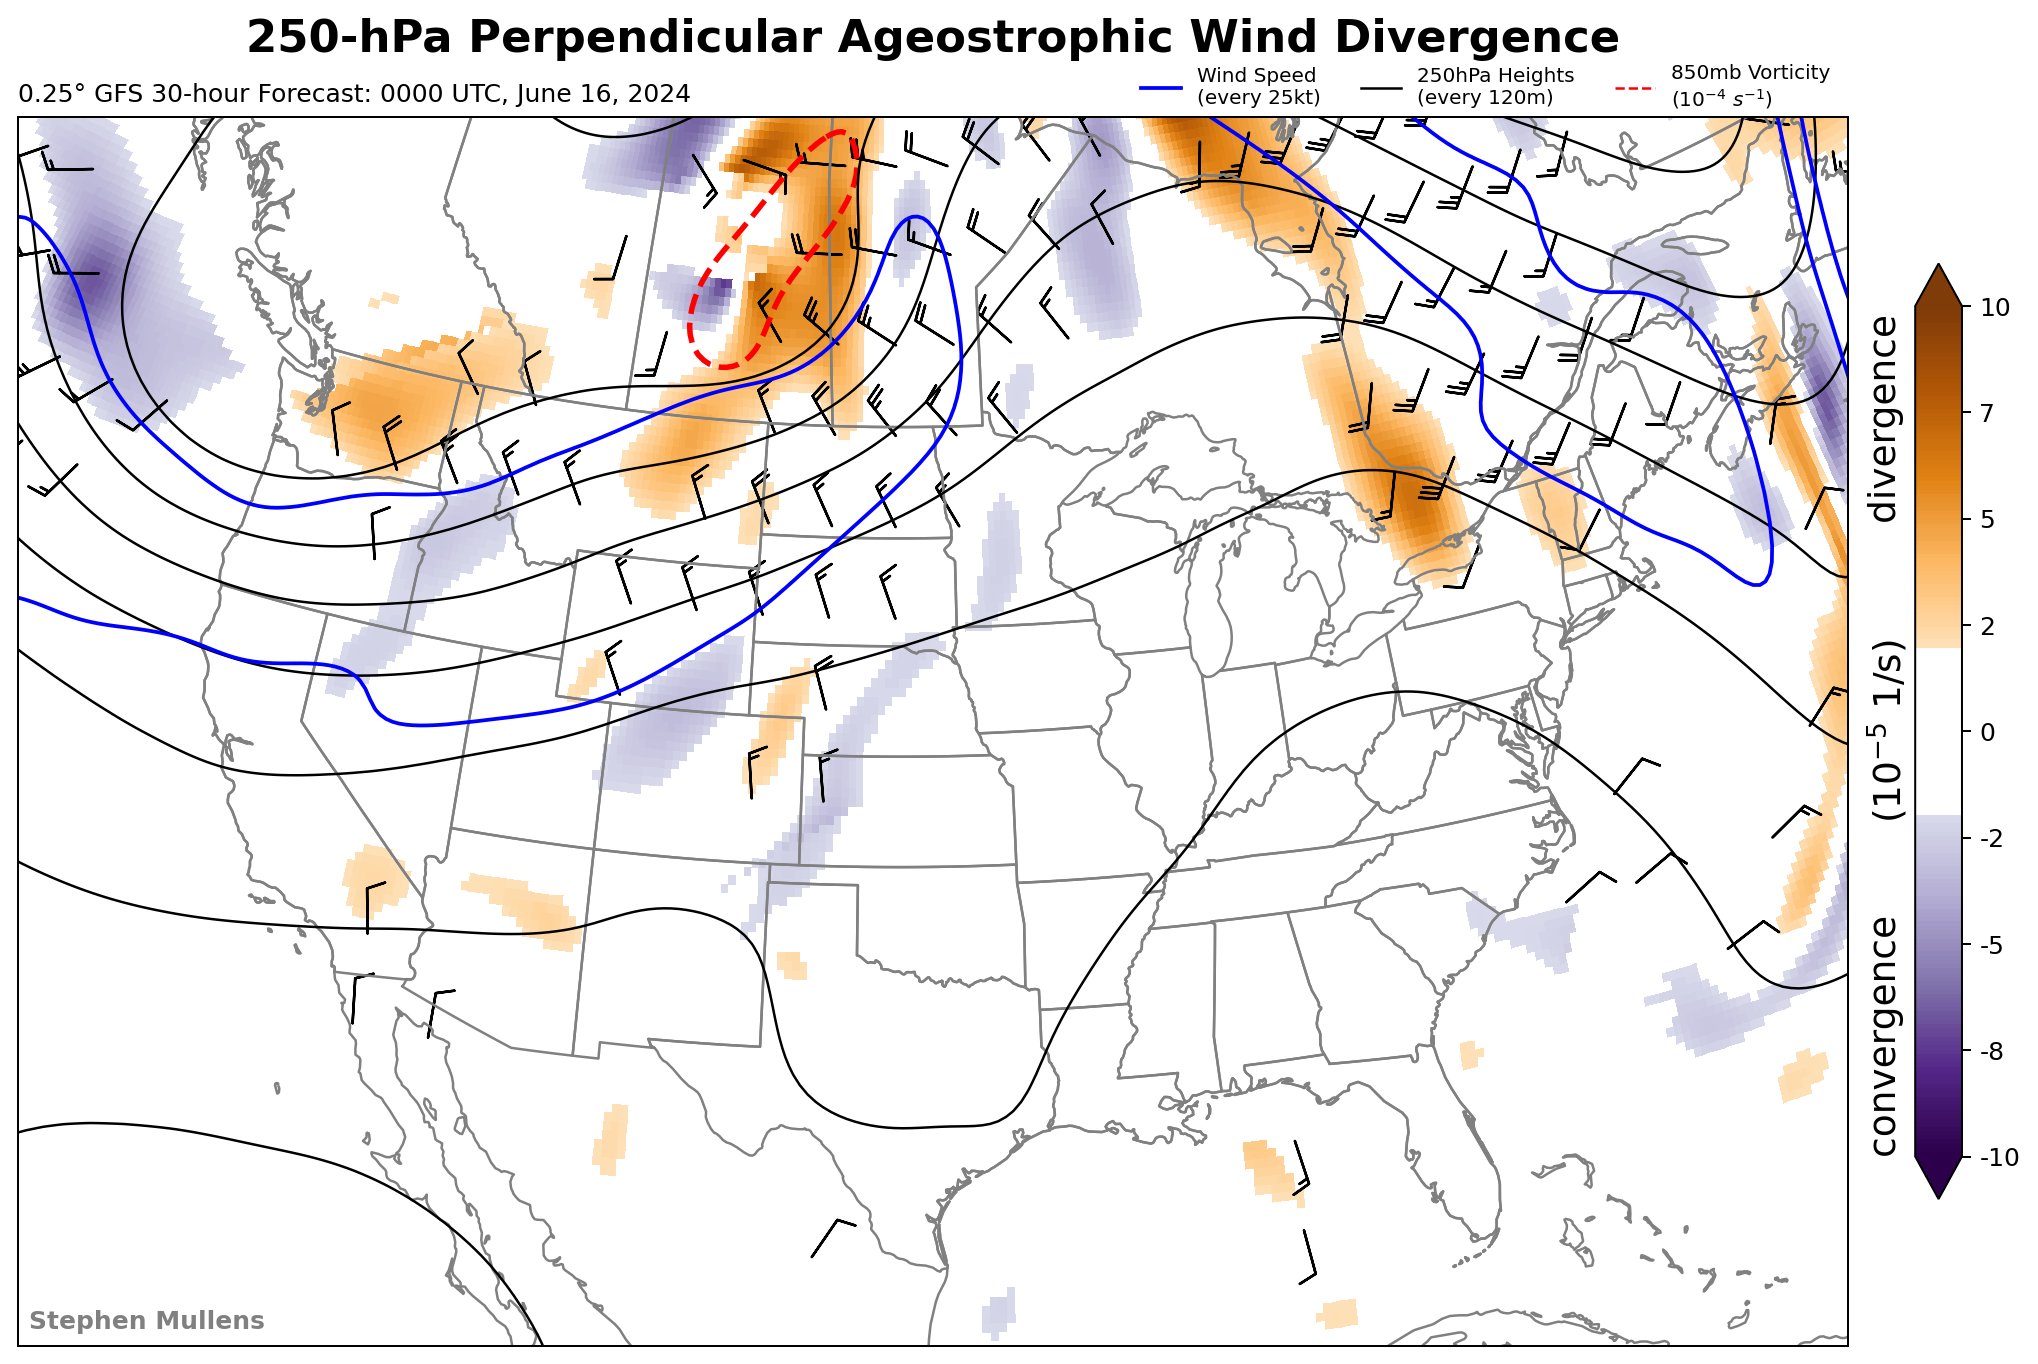 250-hPa Perpendicular Ageostrophic Wind Divergence
0.25° GFS 30-hour Forecast: 0000 UTC, June 16, 2024
Wind Speed
(every 25kt)
250hPa Heights
(every 120m)
850mb Vorticity
(10⁻⁴ s⁻¹)
10
7
5
2
0
-2
-5
-8
-10
convergence (10⁻⁵ 1/s) divergence
Stephen Mullens